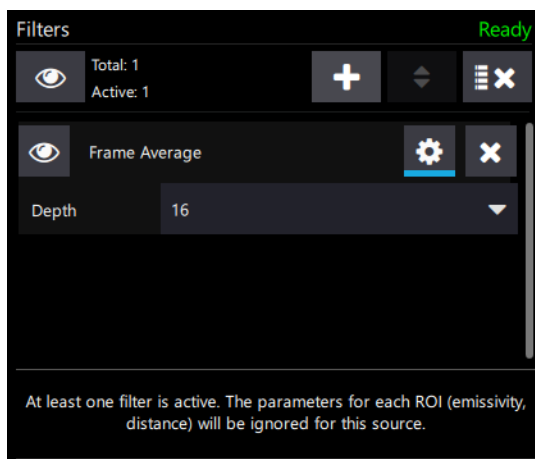 Filters Ready
Total: 1
Active: 1
Frame Average
Depth 16
At least one filter is active. The parameters for each ROI (emissivity,
distance) will be ignored for this source.